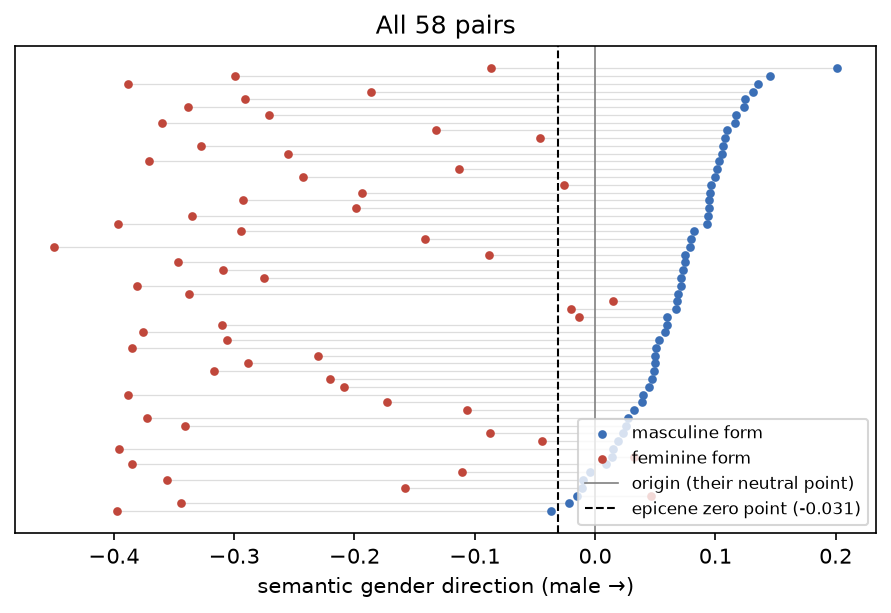 All 58 pairs
masculine form
feminine form
origin (their neutral point)
epicene zero point (-0.031)
−0.4 −0.3 −0.2 −0.1 0.0 0.1 0.2
semantic gender direction (male →)